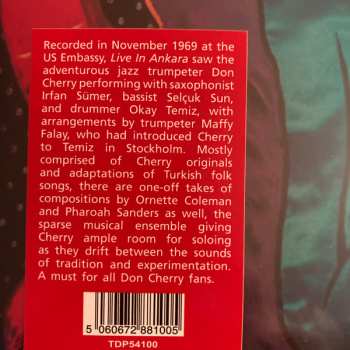 Recorded in November 1969 at the
US Embassy, Live In Ankara saw the
adventurous jazz trumpeter Don
Cherry performing with saxophonist
Irfan Sümer, bassist Selçuk Sun,
and drummer Okay Temiz, with
arrangements by trumpeter Maffy
Falay, who had introduced Cherry
to Temiz in Stockholm. Mostly
comprised of Cherry originals
and adaptations of Turkish folk
songs, there are one-off takes of
compositions by Ornette Coleman
and Pharoah Sanders as well, the
sparse musical ensemble giving
Cherry ample room for soloing
as they drift between the sounds
of tradition and experimentation.
A must for all Don Cherry fans.
5 060672 881005
TDP54100